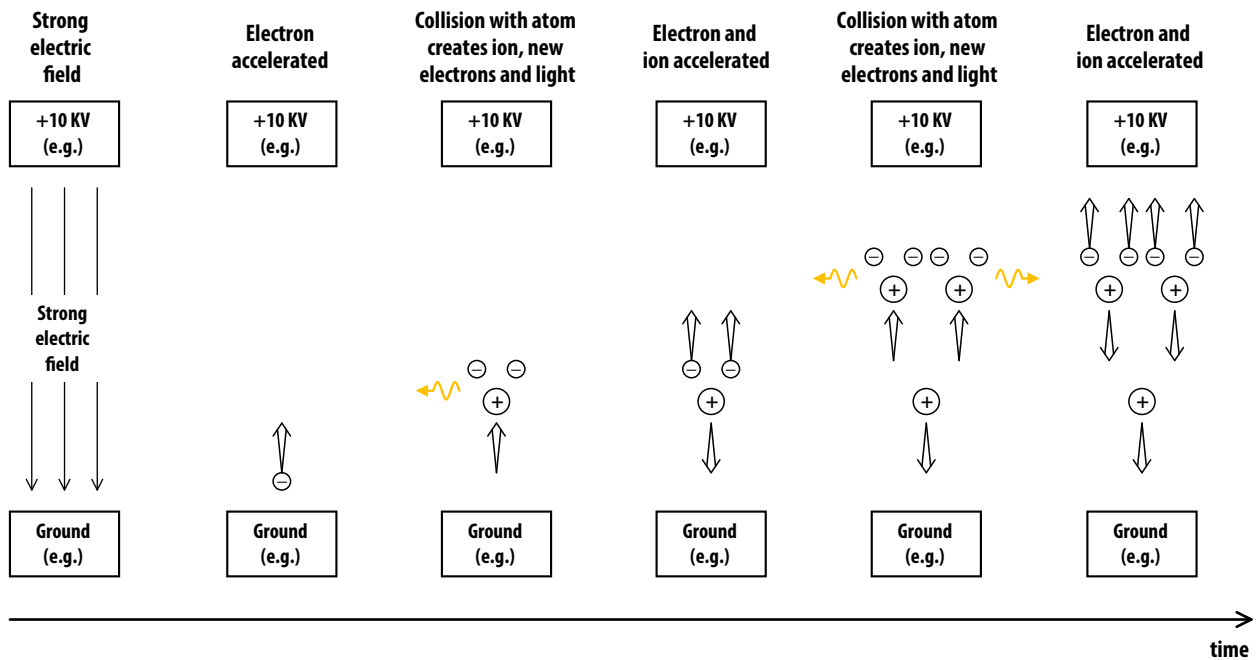 Strong
electric
field
Electron
accelerated
Collision with atom
creates ion, new
electrons and light
Electron and
ion accelerated
Collision with atom
creates ion, new
electrons and light
Electron and
ion accelerated
+10 KV
(e.g.)
+10 KV
(e.g.)
+10 KV
(e.g.)
+10 KV
(e.g.)
+10 KV
(e.g.)
+10 KV
(e.g.)
Strong
electric
field
− − − −
− − − −
+ +
+ +
− −
− −
+
+
+
+
−
Ground
(e.g.)
Ground
(e.g.)
Ground
(e.g.)
Ground
(e.g.)
Ground
(e.g.)
Ground
(e.g.)
time